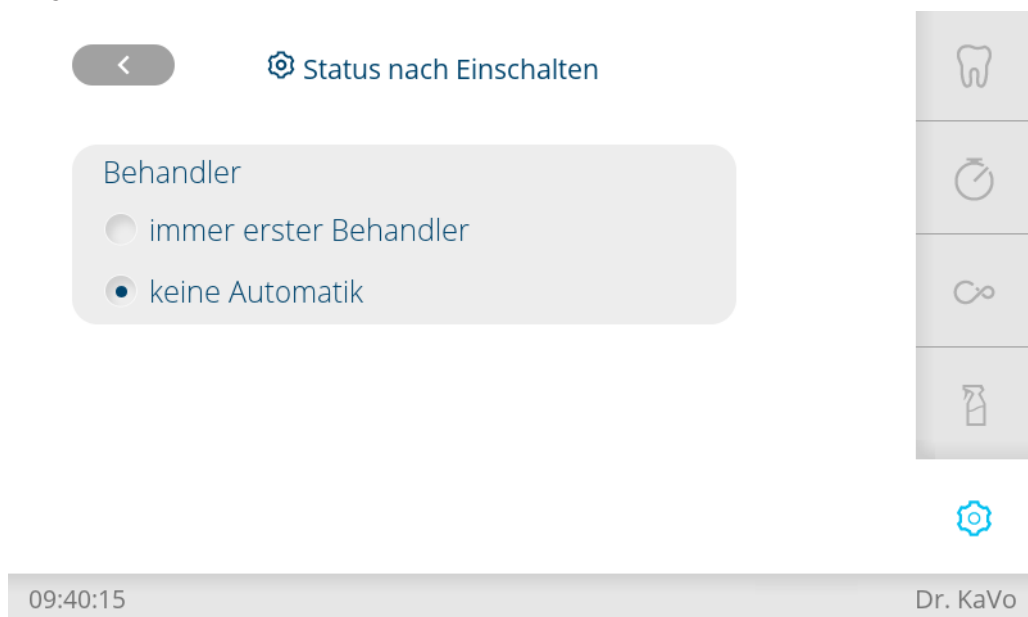 Status nach Einschalten
Behandler
immer erster Behandler
keine Automatik
09:40:15
Dr. KaVo